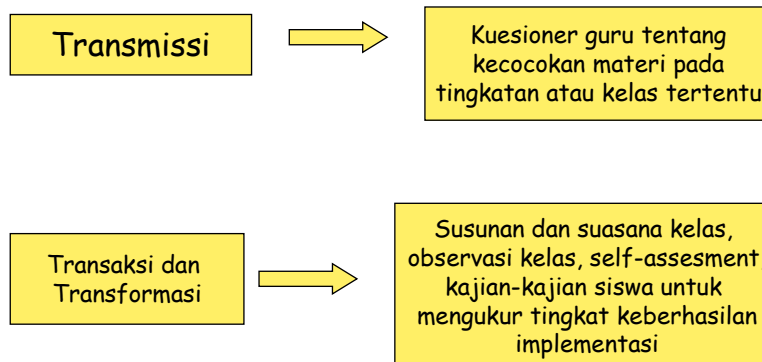 Transmissi
Kuesioner guru tentang
kecocokan materi pada
tingkatan atau kelas tertentu
Transaksi dan
Transformasi
Susunan dan suasana kelas,
observasi kelas, self-assesment,
kajian-kajian siswa untuk
mengukur tingkat keberhasilan
implementasi